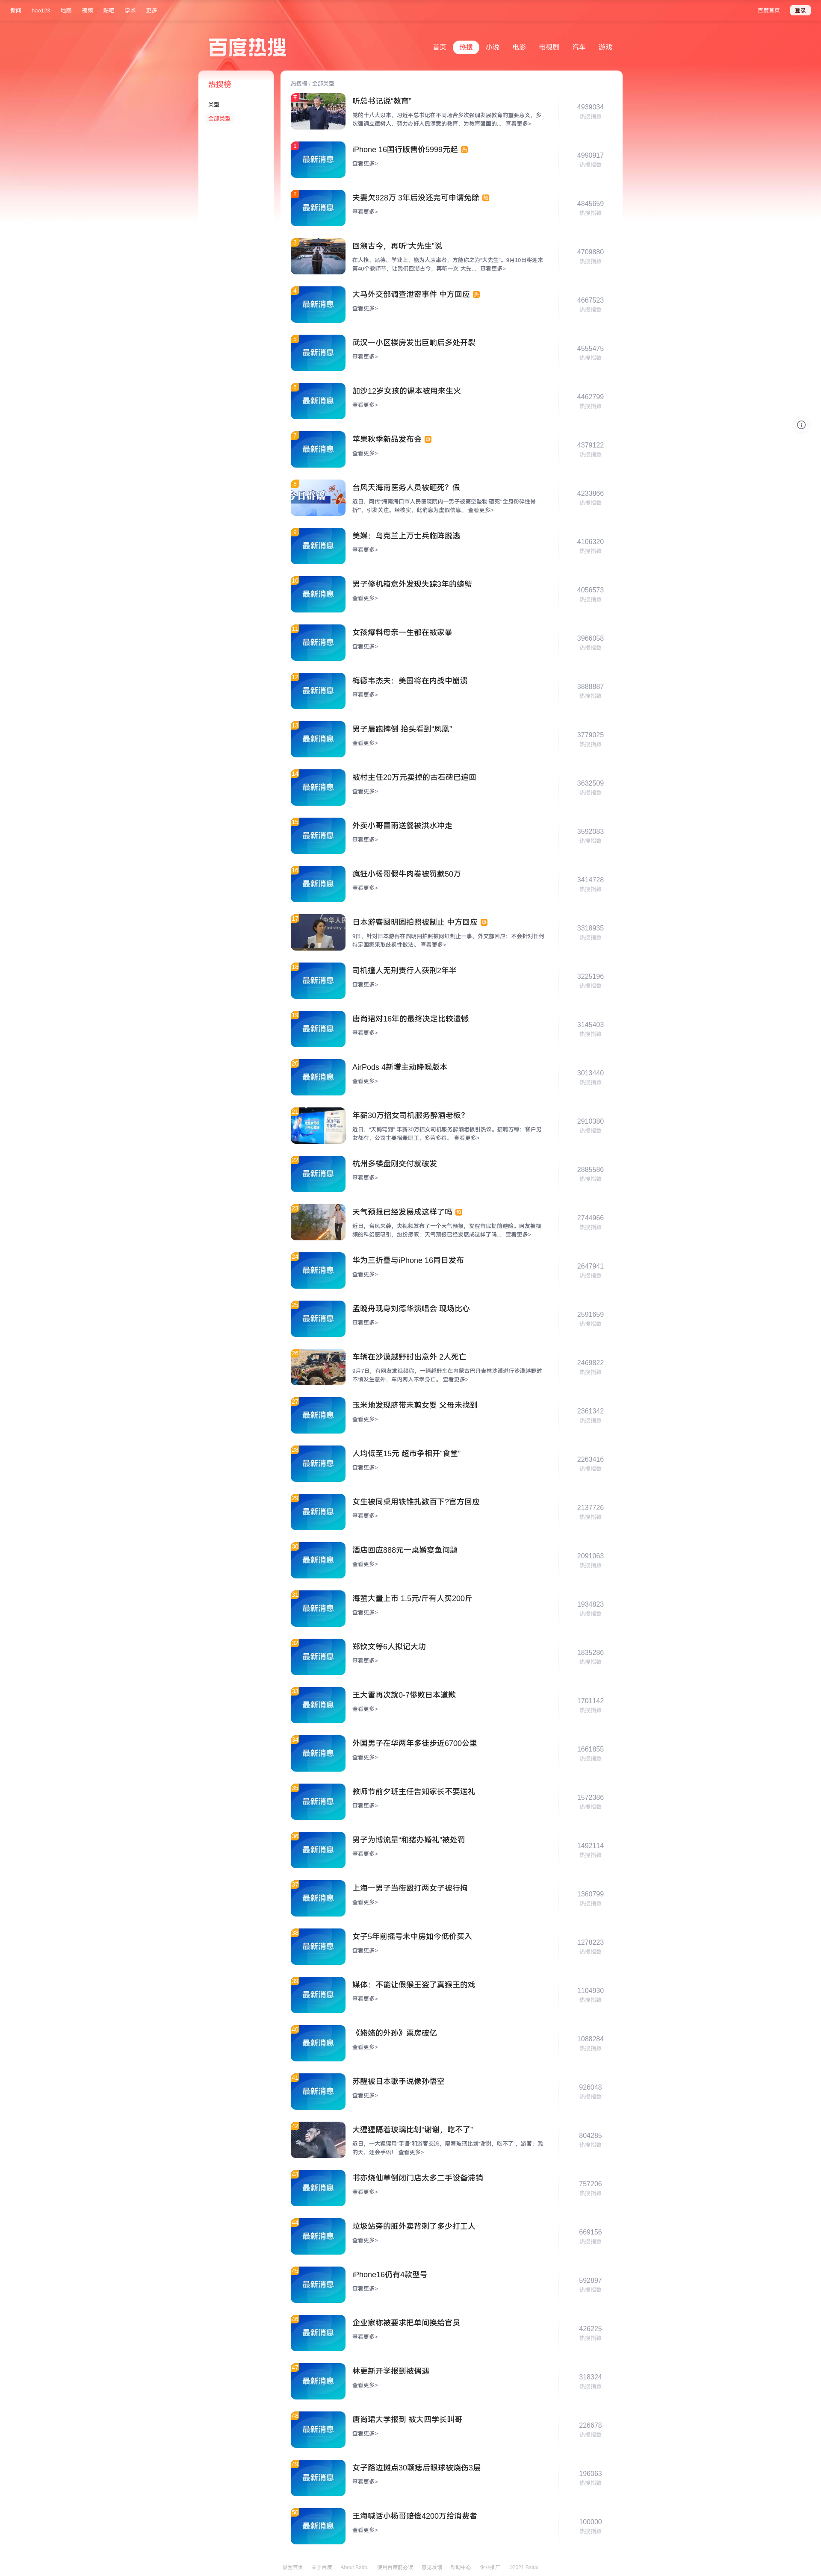 新闻 hao123 地图 视频 贴吧 学术 更多 百度首页 登录
百度热搜 首页 热搜 小说 电影 电视剧 汽车 游戏
热搜榜
类型
全部类型
热搜榜 / 全部类型
听总书记说“教育”
党的十八大以来，习近平总书记在不同场合多次强调发展教育的重要意义，多
次强调立德树人、努力办好人民满意的教育，为教育强国的... 查看更多>
4939034
热搜指数
1 最新消息
iPhone 16国行版售价5999元起 热
查看更多>
4990917
热搜指数
2 最新消息
夫妻欠928万 3年后没还完可申请免除 热
查看更多>
4845659
热搜指数
3
回溯古今，再听“大先生”说
在人格、品德、学业上，能为人表率者，方能称之为“大先生”。9月10日将迎来
第40个教师节，让我们回溯古今，再听一次“大先... 查看更多>
4709880
热搜指数
4 最新消息
大马外交部调查泄密事件 中方回应 热
查看更多>
4667523
热搜指数
5 最新消息
武汉一小区楼房发出巨响后多处开裂
查看更多>
4555475
热搜指数
6 最新消息
加沙12岁女孩的课本被用来生火
查看更多>
4462799
热搜指数
7 最新消息
苹果秋季新品发布会 热
查看更多>
4379122
热搜指数
8
台风天海南医务人员被砸死？假
近日，网传“海南海口市人民医院院内一男子被高空坠物‘砸死’‘全身粉碎性骨
折’”，引发关注。经核实，此消息为虚假信息。 查看更多>
4233866
热搜指数
9 最新消息
美媒：乌克兰上万士兵临阵脱逃
查看更多>
4106320
热搜指数
10 最新消息
男子修机箱意外发现失踪3年的螃蟹
查看更多>
4056573
热搜指数
11 最新消息
女孩爆料母亲一生都在被家暴
查看更多>
3966058
热搜指数
12 最新消息
梅德韦杰夫：美国将在内战中崩溃
查看更多>
3888887
热搜指数
13 最新消息
男子晨跑摔倒 抬头看到“凤凰”
查看更多>
3779025
热搜指数
14 最新消息
被村主任20万元卖掉的古石碑已追回
查看更多>
3632509
热搜指数
15 最新消息
外卖小哥冒雨送餐被洪水冲走
查看更多>
3592083
热搜指数
16 最新消息
疯狂小杨哥假牛肉卷被罚款50万
查看更多>
3414728
热搜指数
17
日本游客圆明园拍照被制止 中方回应 热
9日，针对日本游客在圆明园拍照被网红制止一事，外交部回应：不会针对任何
特定国家采取歧视性做法。 查看更多>
3318935
热搜指数
18 最新消息
司机撞人无刑责行人获刑2年半
查看更多>
3225196
热搜指数
19 最新消息
唐尚珺对16年的最终决定比较遗憾
查看更多>
3145403
热搜指数
20 最新消息
AirPods 4新增主动降噪版本
查看更多>
3013440
热搜指数
21
年薪30万招女司机服务醉酒老板？
近日，“天鹅驾到” 年薪30万招女司机服务醉酒老板引热议。招聘方称：客户男
女都有，公司主要招兼职工，多劳多得。 查看更多>
2910380
热搜指数
22 最新消息
杭州多楼盘刚交付就破发
查看更多>
2885586
热搜指数
23
天气预报已经发展成这样了吗 热
近日，台风来袭，央视频发布了一个天气预报，提醒市民提前避险。网友被视
频的科幻感吸引，纷纷感叹：天气预报已经发展成这样了吗... 查看更多>
2744966
热搜指数
24 最新消息
华为三折叠与iPhone 16同日发布
查看更多>
2647941
热搜指数
25 最新消息
孟晚舟现身刘德华演唱会 现场比心
查看更多>
2591659
热搜指数
26
车辆在沙漠越野时出意外 2人死亡
9月7日，有网友发视频称，一辆越野车在内蒙古巴丹吉林沙漠进行沙漠越野时
不慎发生意外，车内两人不幸身亡。 查看更多>
2469822
热搜指数
27 最新消息
玉米地发现脐带未剪女婴 父母未找到
查看更多>
2361342
热搜指数
28 最新消息
人均低至15元 超市争相开“食堂”
查看更多>
2263416
热搜指数
29 最新消息
女生被同桌用铁锥扎数百下?官方回应
查看更多>
2137726
热搜指数
30 最新消息
酒店回应888元一桌婚宴鱼问题
查看更多>
2091063
热搜指数
31 最新消息
海蜇大量上市 1.5元/斤有人买200斤
查看更多>
1934823
热搜指数
32 最新消息
郑钦文等6人拟记大功
查看更多>
1835286
热搜指数
33 最新消息
王大雷再次就0-7惨败日本道歉
查看更多>
1701142
热搜指数
34 最新消息
外国男子在华两年多徒步近6700公里
查看更多>
1661855
热搜指数
35 最新消息
教师节前夕班主任告知家长不要送礼
查看更多>
1572386
热搜指数
36 最新消息
男子为博流量“和猪办婚礼”被处罚
查看更多>
1492114
热搜指数
37 最新消息
上海一男子当街殴打两女子被行拘
查看更多>
1360799
热搜指数
38 最新消息
女子5年前摇号未中房如今低价买入
查看更多>
1278223
热搜指数
39 最新消息
媒体：不能让假猴王盗了真猴王的戏
查看更多>
1104930
热搜指数
40 最新消息
《姥姥的外孙》票房破亿
查看更多>
1088284
热搜指数
41 最新消息
苏醒被日本歌手说像孙悟空
查看更多>
926048
热搜指数
42
大猩猩隔着玻璃比划“谢谢，吃不了”
近日，一大猩猩用“手语”和游客交流，隔着玻璃比划“谢谢，吃不了”，游客：我
的天，还会手语！ 查看更多>
804285
热搜指数
43 最新消息
书亦烧仙草倒闭门店太多二手设备滞销
查看更多>
757206
热搜指数
44 最新消息
垃圾站旁的脏外卖背刺了多少打工人
查看更多>
669156
热搜指数
45 最新消息
iPhone16仍有4款型号
查看更多>
592897
热搜指数
46 最新消息
企业家称被要求把单间换给官员
查看更多>
426225
热搜指数
47 最新消息
林更新开学报到被偶遇
查看更多>
318324
热搜指数
48 最新消息
唐尚珺大学报到 被大四学长叫哥
查看更多>
226678
热搜指数
49 最新消息
女子路边摊点30颗痣后眼球被烧伤3层
查看更多>
196063
热搜指数
50 最新消息
王海喊话小杨哥赔偿4200万给消费者
查看更多>
100000
热搜指数
设为首页 关于百度 About Baidu 使用百度前必读 意见反馈 帮助中心 企业推广 ©2021 Baidu